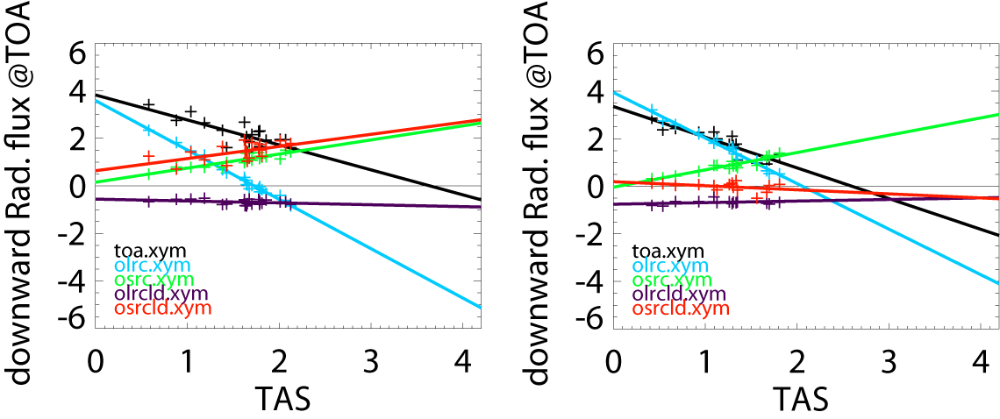 downward Rad. flux @TOA
6
4
2
0
-2
-4
-6
toa.xym
olrc.xym
osrc.xym
olrcld.xym
osrcld.xym
0 1 2 3 4
TAS
downward Rad. flux @TOA
6
4
2
0
-2
-4
-6
toa.xym
olrc.xym
osrc.xym
olrcld.xym
osrcld.xym
0 1 2 3 4
TAS